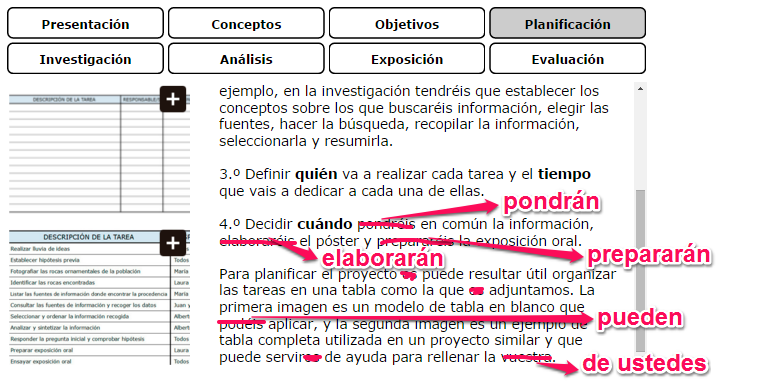 Presentación
Conceptos
Objetivos
Planificación
Investigación
Análisis
Exposición
Evaluación
DESCRIPCIÓN DE LA TAREA
RESPONSABLE/
ejemplo, en la investigación tendréis que establecer los
conceptos sobre los que buscaréis información, elegir las
fuentes, hacer la búsqueda, recopilar la información,
seleccionarla y resumirla.
3.º Definir quién va a realizar cada tarea y el tiempo
que vais a dedicar a cada una de ellas.
pondrán
4.º Decidir cuándo pondréis en común la información,
elaboraréis el póster y prepararéis la exposición oral.
elaborarán
prepararán
Para planificar el proyecto os puede resultar útil organizar
las tareas en una tabla como la que os adjuntamos. La
primera imagen es un modelo de tabla en blanco que
podéis aplicar, y la segunda imagen es un ejemplo de
pueden
tabla completa utilizada en un proyecto similar y que
puede serviros de ayuda para rellenar la vuestra.
de ustedes
DESCRIPCIÓN DE LA TAREA
Realizar lluvia de ideas
Establecer hipótesis previa Todos
Fotografiar las rocas ornamentales de la población María
Identificar las rocas encontradas Laura
Listar las fuentes de información donde encontrar la procedencia María
Consultar las fuentes de información y recoger los datos Juan y
Seleccionar y ordenar la información recogida Albert
Analizar y sintetizar la información Albert
Responder la pregunta inicial y comprobar hipótesis Todos
Preparar exposición oral Laura
Exposición oral Todos